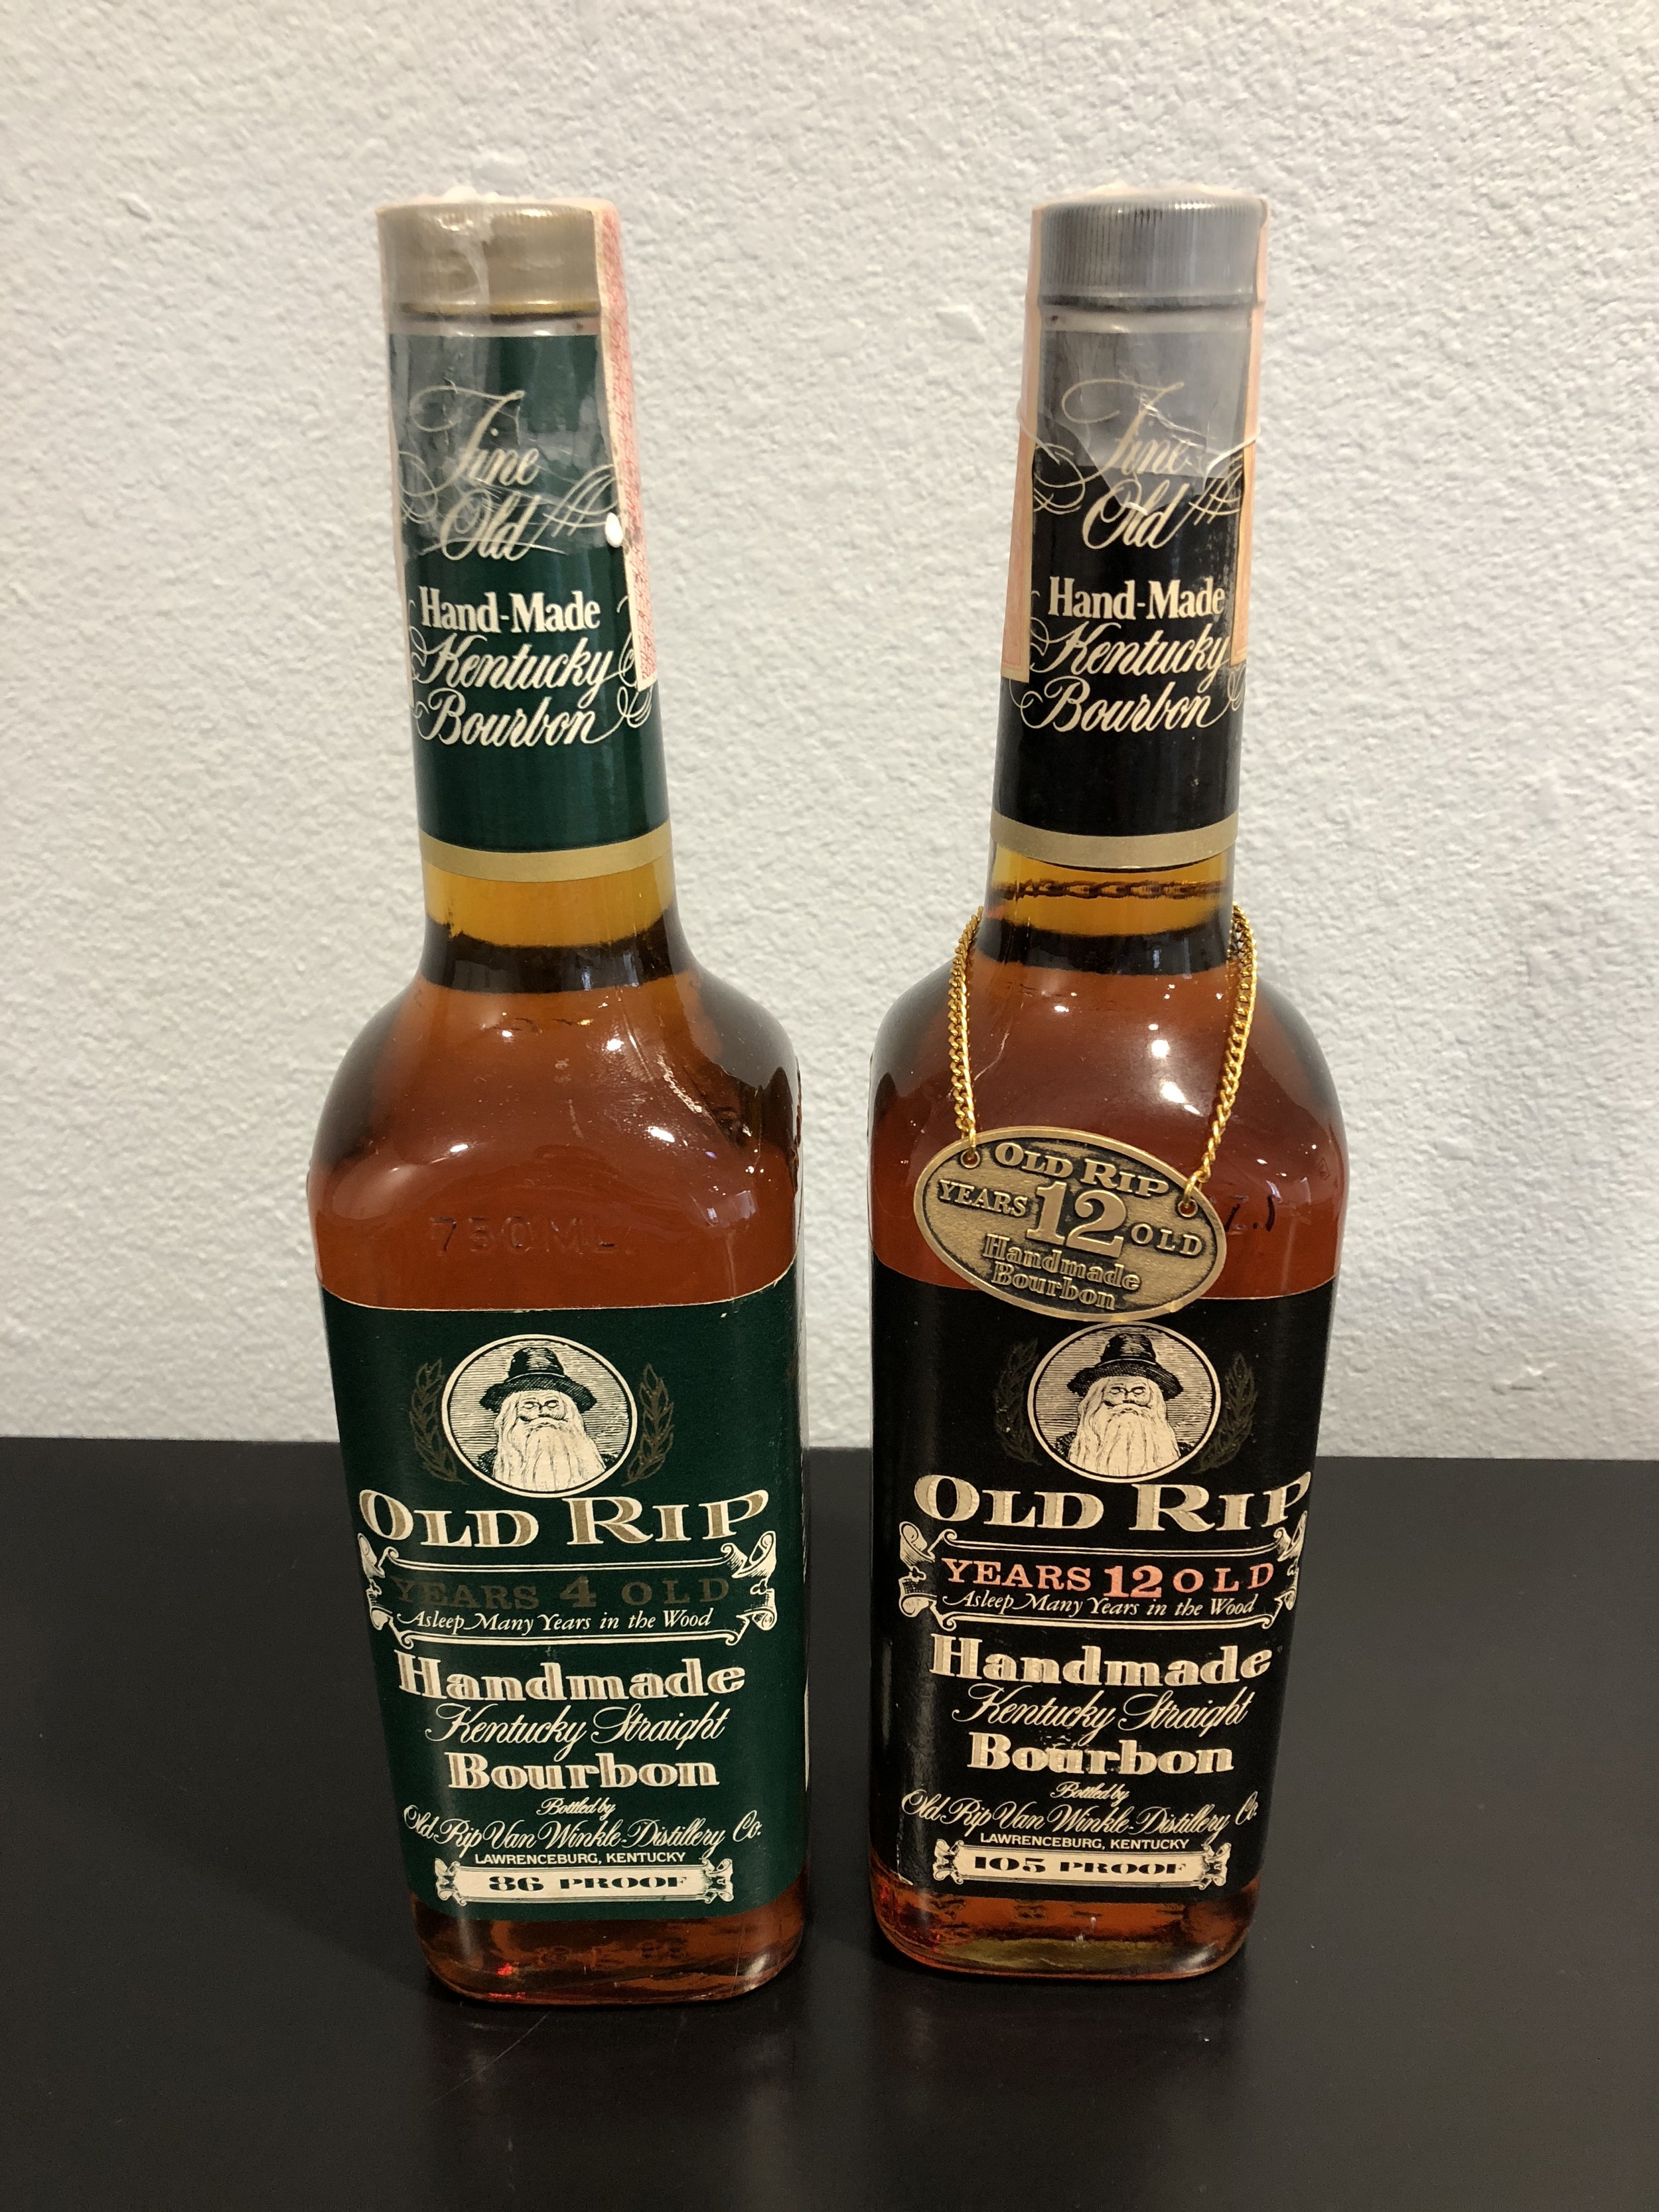 Fine
Old
Hand-Made
Kentucky
Bourbon
750ML
OLD RIP
YEARS 4 OLD
Asleep Many Years in the Wood
Handmade
Kentucky Straight
Bourbon
Bottled by
Old Rip Van Winkle Distillery Co.
LAWRENCEBURG, KENTUCKY
86 PROOF
Fine
Old
Hand-Made
Kentucky
Bourbon
OLD RIP
YEARS 12 OLD
Handmade
Bourbon
OLD RIP
YEARS 12 OLD
Asleep Many Years in the Wood
Handmade
Kentucky Straight
Bourbon
Bottled by
Old Rip Van Winkle Distillery Co.
LAWRENCEBURG, KENTUCKY
105 PROOF